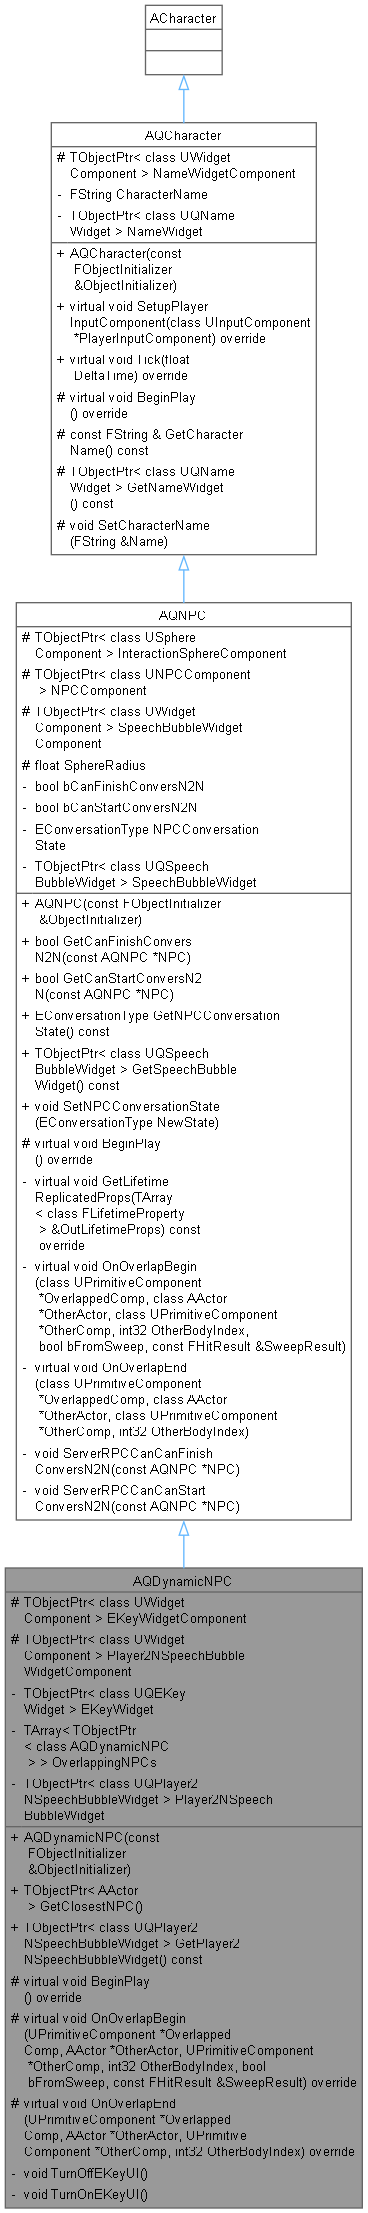 ACharacter
AQCharacter
# TObjectPtr< class UWidget
Component > NameWidgetComponent
- FString CharacterName
- TObjectPtr< class UQName
Widget > NameWidget
+ AQCharacter(const
FObjectInitializer
&ObjectInitializer)
+ virtual void SetupPlayer
InputComponent(class UInputComponent
*PlayerInputComponent) override
+ virtual void Tick(float
DeltaTime) override
# virtual void BeginPlay
() override
# const FString & GetCharacter
Name() const
# TObjectPtr< class UQName
Widget > GetNameWidget
() const
# void SetCharacterName
(FString &Name)
AQNPC
# TObjectPtr< class USphere
Component > InteractionSphereComponent
# TObjectPtr< class UNPCComponent
> NPCComponent
# TObjectPtr< class UWidget
Component > SpeechBubbleWidget
Component
# float SphereRadius
- bool bCanFinishConversN2N
- bool bCanStartConversN2N
- EConversationType NPCConversation
State
- TObjectPtr< class UQSpeech
BubbleWidget > SpeechBubbleWidget
+ AQNPC(const FObjectInitializer
&ObjectInitializer)
+ bool GetCanFinishConvers
N2N(const AQNPC *NPC)
+ bool GetCanStartConversN2
N(const AQNPC *NPC)
+ EConversationType GetNPCConversation
State() const
+ TObjectPtr< class UQSpeech
BubbleWidget > GetSpeechBubble
Widget() const
+ void SetNPCConversationState
(EConversationType NewState)
# virtual void BeginPlay
() override
- virtual void GetLifetime
ReplicatedProps(TArray
< class FLifetimeProperty
> &OutLifetimeProps) const
override
- virtual void OnOverlapBegin
(class UPrimitiveComponent
*OverlappedComp, class AActor
*OtherActor, class UPrimitiveComponent
*OtherComp, int32 OtherBodyIndex,
bool bFromSweep, const FHitResult &SweepResult)
- virtual void OnOverlapEnd
(class UPrimitiveComponent
*OverlappedComp, class AActor
*OtherActor, class UPrimitiveComponent
*OtherComp, int32 OtherBodyIndex)
- void ServerRPCCanCanFinish
ConversN2N(const AQNPC *NPC)
- void ServerRPCCanCanStart
ConversN2N(const AQNPC *NPC)
AQDynamicNPC
# TObjectPtr< class UWidget
Component > EKeyWidgetComponent
# TObjectPtr< class UWidget
Component > Player2NSpeechBubble
WidgetComponent
- TObjectPtr< class UQEKey
Widget > EKeyWidget
- TArray< TObjectPtr
< class AQDynamicNPC
> > OverlappingNPCs
- TObjectPtr< class UQPlayer2
NSpeechBubbleWidget > Player2NSpeech
BubbleWidget
+ AQDynamicNPC(const
FObjectInitializer
&ObjectInitializer)
+ TObjectPtr< AActor
> GetClosestNPC()
+ TObjectPtr< class UQPlayer2
NSpeechBubbleWidget > GetPlayer2
NSpeechBubbleWidget() const
# virtual void BeginPlay
() override
# virtual void OnOverlapBegin
(UPrimitiveComponent *Overlapped
Comp, AActor *OtherActor, UPrimitiveComponent
*OtherComp, int32 OtherBodyIndex, bool
bFromSweep, const FHitResult &SweepResult) override
# virtual void OnOverlapEnd
(UPrimitiveComponent *Overlapped
Comp, AActor *OtherActor, UPrimitive
Component *OtherComp, int32 OtherBodyIndex) override
- void TurnOffEKeyUI()
- void TurnOnEKeyUI()